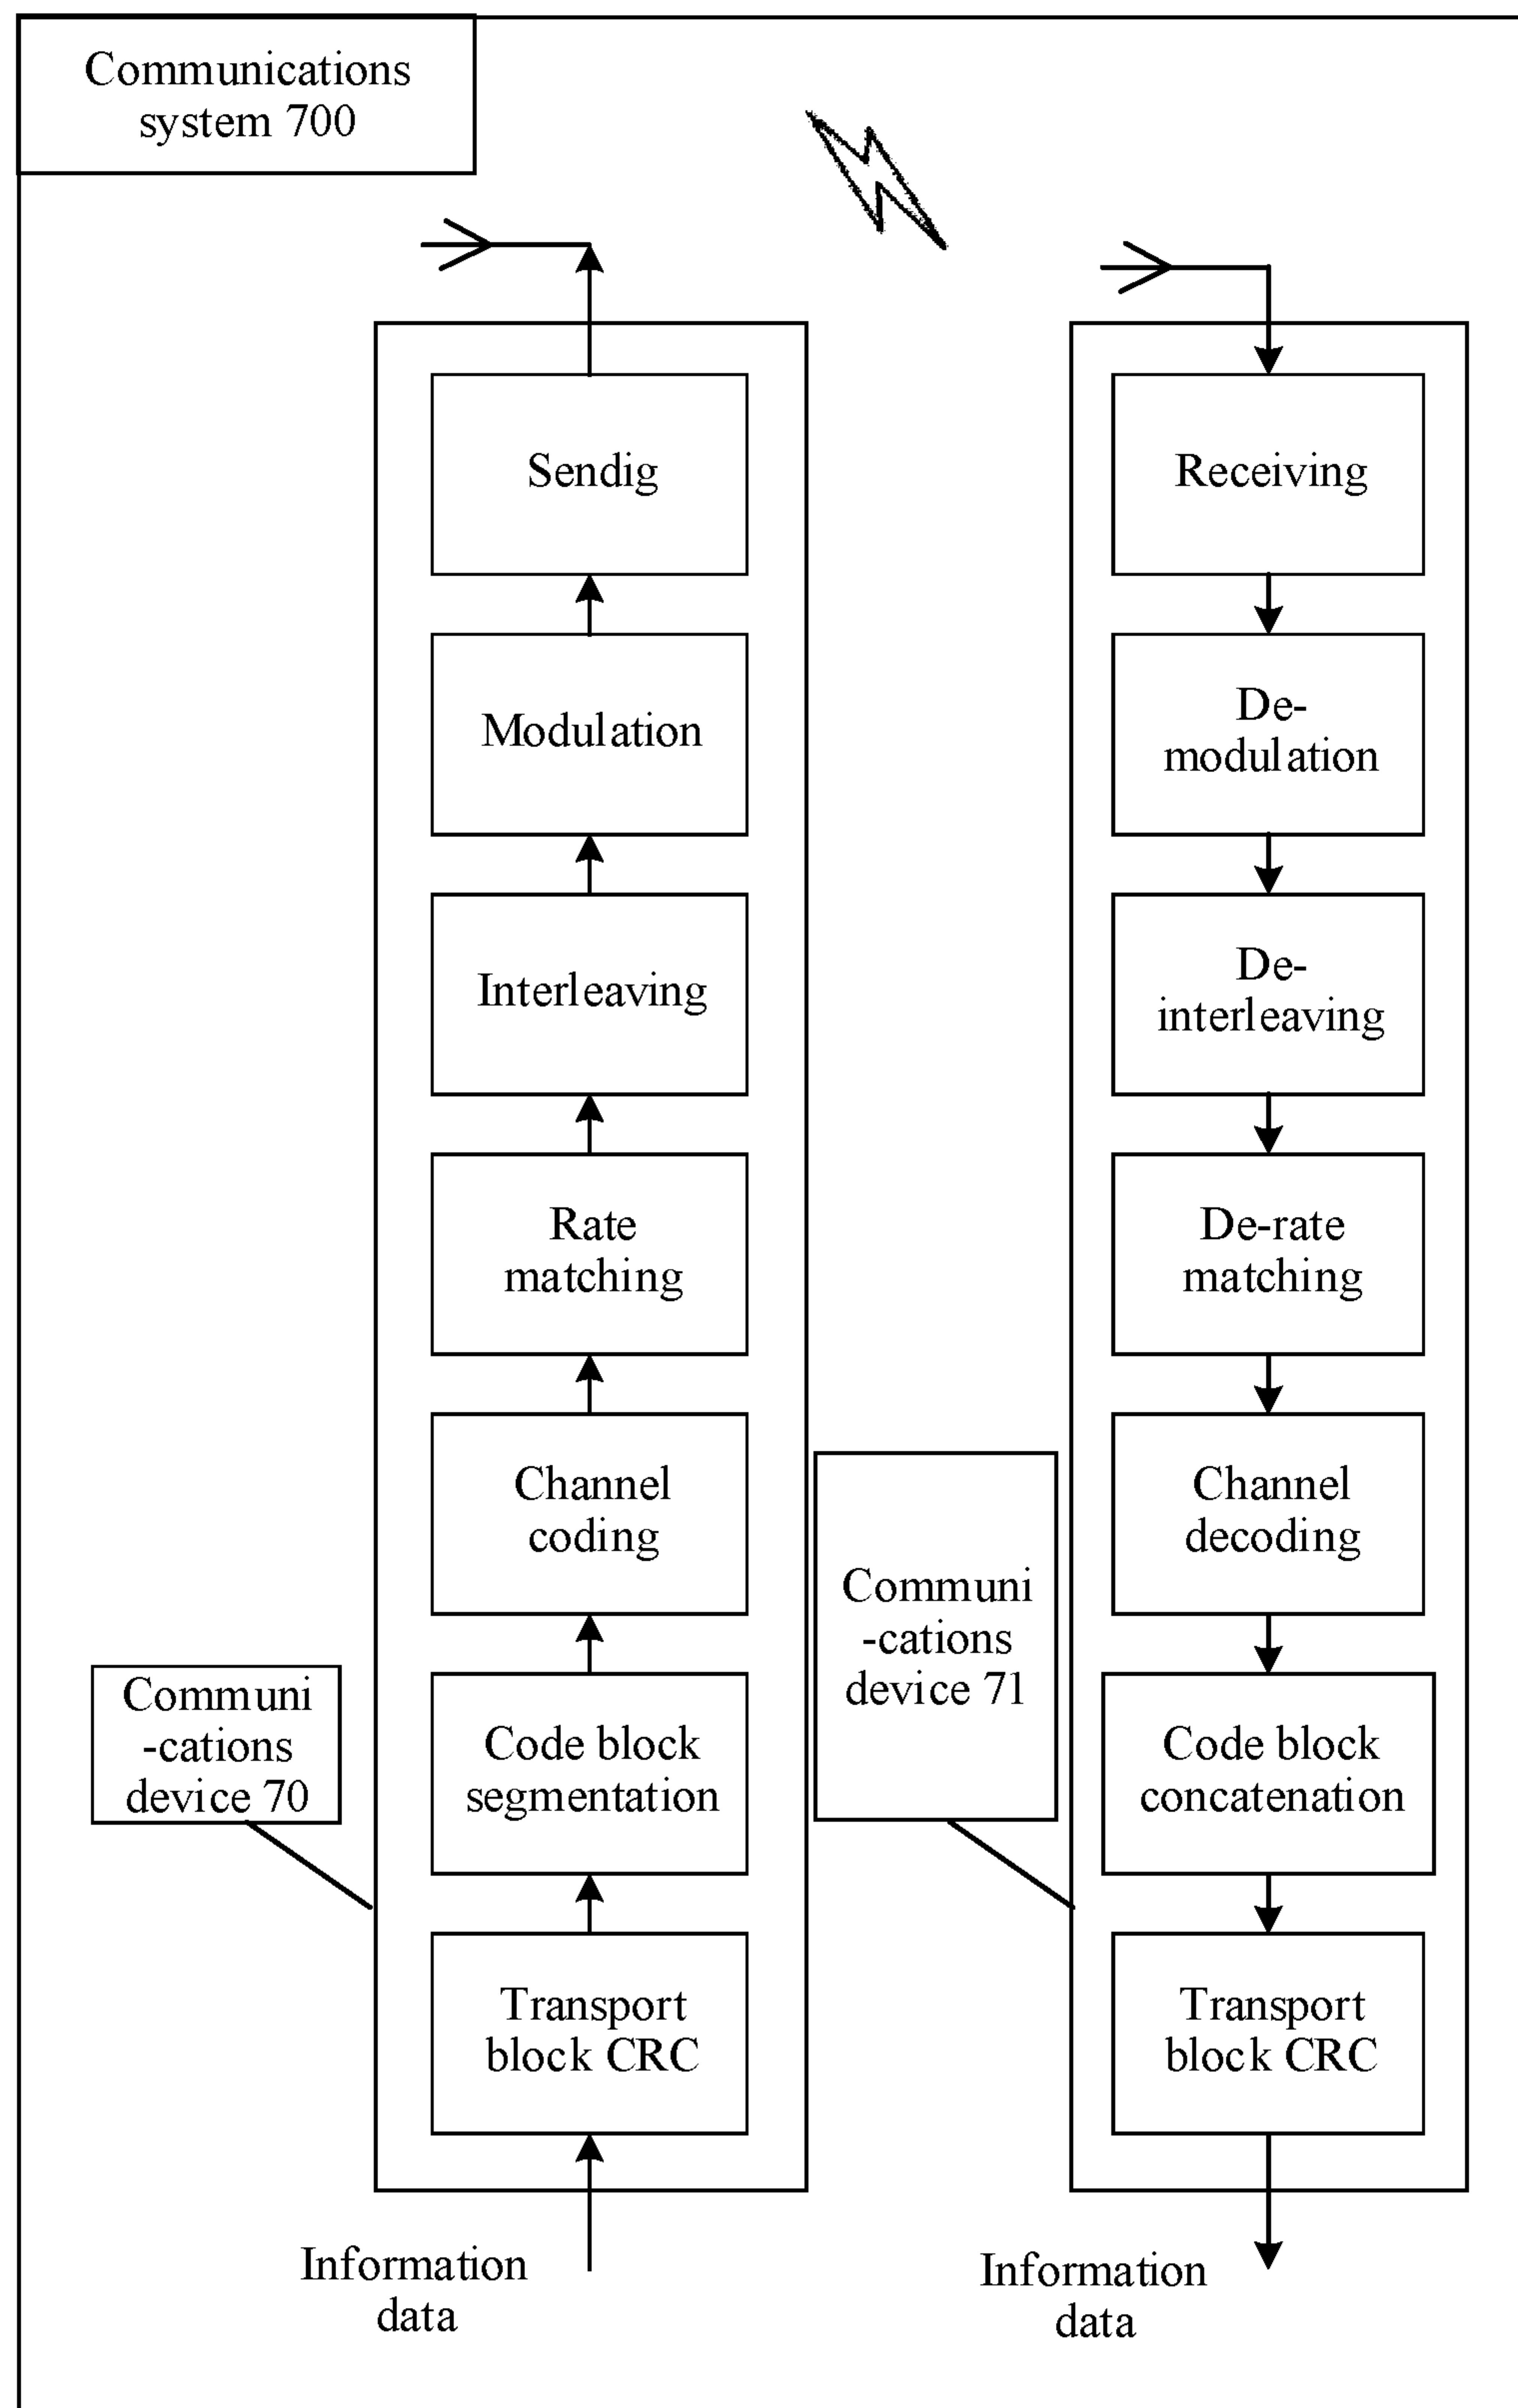 Communications
system 700
Sendig
Modulation
Interleaving
Rate
matching
Channel
coding
Code block
segmentation
Transport
block CRC
Information
data
Communi
-cations
device 70
Receiving
De-
modulation
De-
interleaving
De-rate
matching
Channel
decoding
Code block
concatenation
Transport
block CRC
Information
data
Communi
-cations
device 71